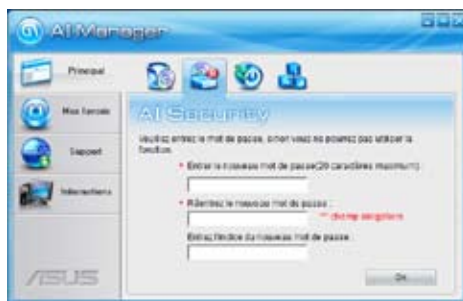 AI Manager
Principal
Mes favoris
Support
Informations
AI Security
Veuillez entrer le mot de passe, sinon vous ne pourrez pas utiliser la
fonction.
* Entrer le nouveau mot de passe(20 caractères maximum) :
* Réentrez le nouveau mot de passe :
"*" champ obligatoire
Entrez l'indice du nouveau mot de passe :
OK
ASUS